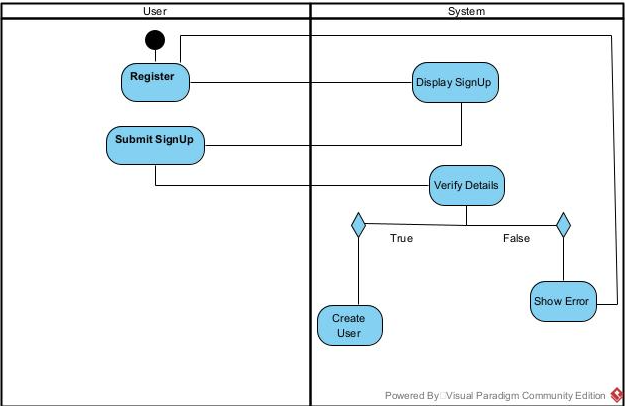 User
System
Register
Display SignUp
Submit SignUp
Verify Details
True
False
Show Error
Create
User
Powered By Visual Paradigm Community Edition